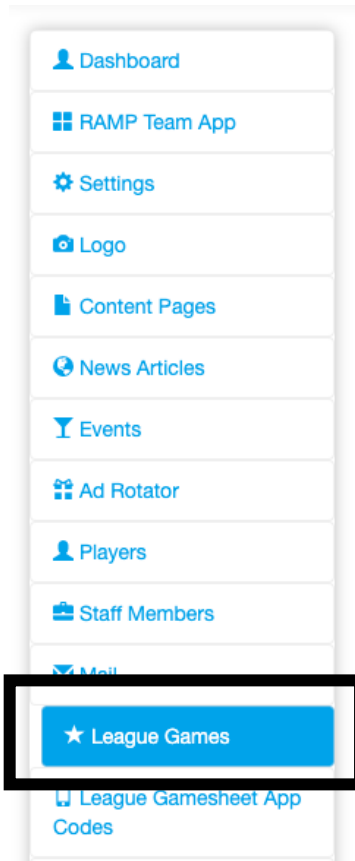 Dashboard
RAMP Team App
Settings
Logo
Content Pages
News Articles
Events
Ad Rotator
Players
Staff Members
Mail
League Games
League Gamesheet App
Codes